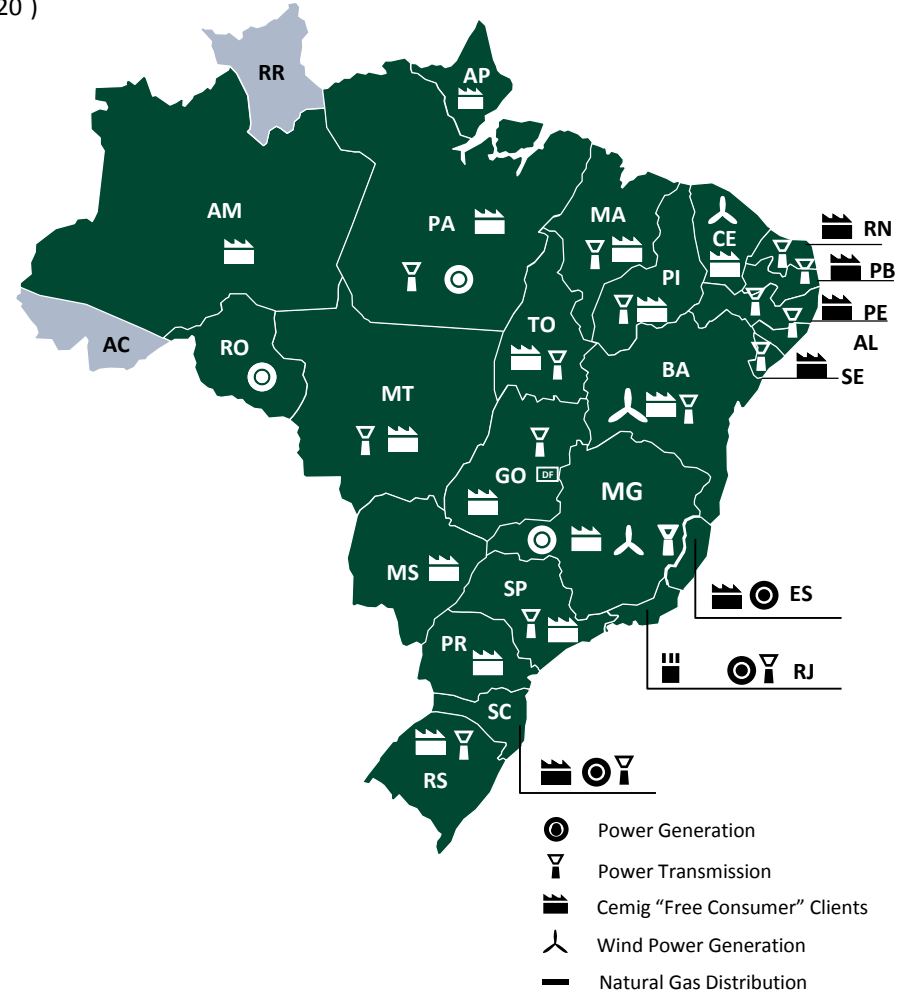 20 )
RR
AP
AM
PA
MA
CE
RN
PI
PB
PE
AL
SE
TO
AC
RO
BA
MT
GO
DF
MG
MS
SP
ES
PR
RJ
SC
RS
Power Generation
Power Transmission
Cemig “Free Consumer” Clients
Wind Power Generation
Natural Gas Distribution